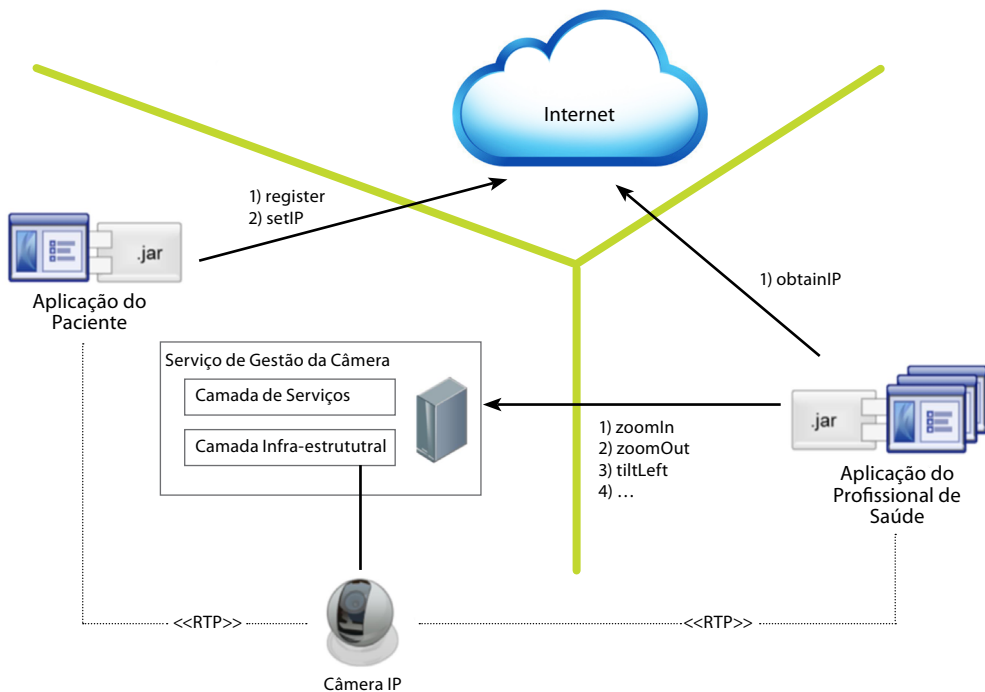 Internet
1) register
2) setIP
.jar
Aplicação do
Paciente
1) obtainIP
Serviço de Gestão da Câmera
Camada de Serviços
Camada Infra-estrututral
1) zoomIn
2) zoomOut
3) tiltLeft
4) ...
.jar
Aplicação do
Profissional de
Saúde
<<RTP>>
<<RTP>>
Câmera IP